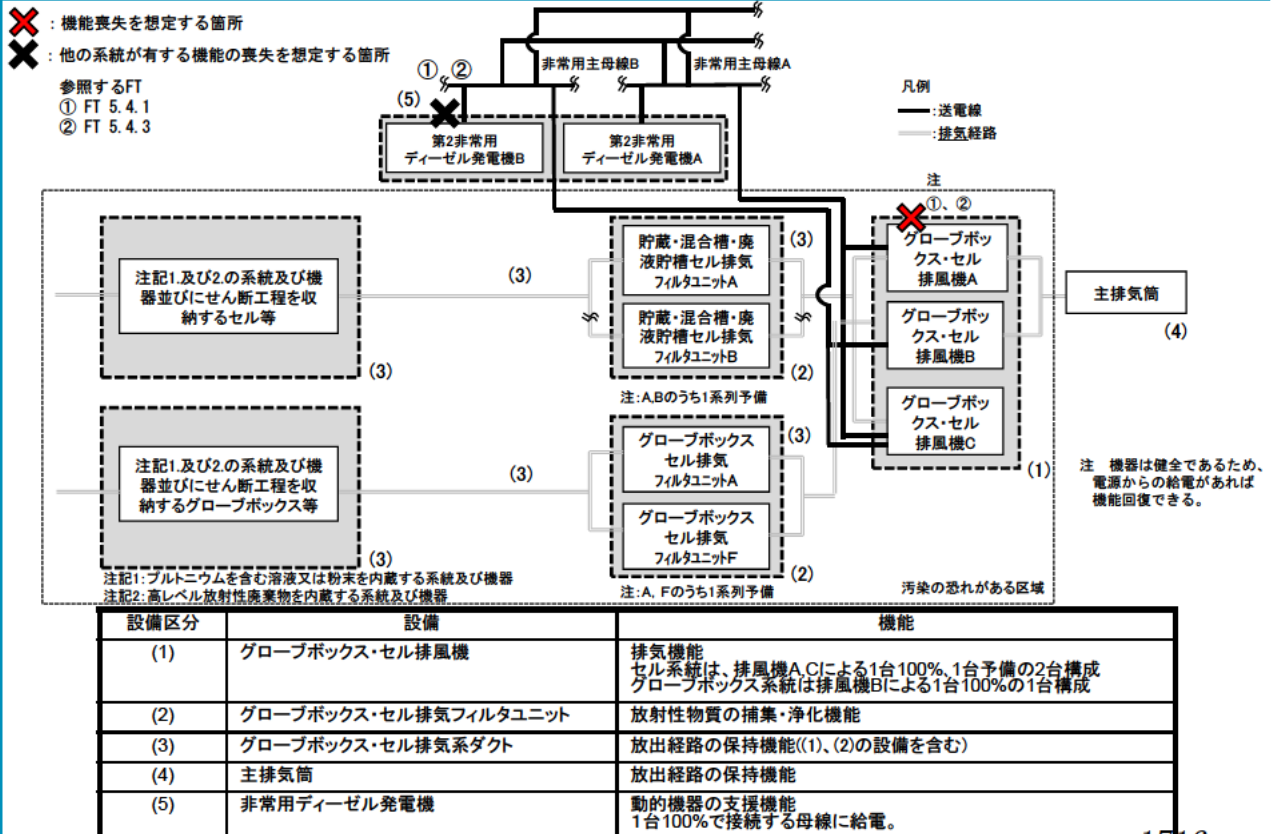 ：機能喪失を想定する箇所
：他の系統が有する機能の喪失を想定する箇所
参照するFT
① FT 5.4.1
② FT 5.4.3
①、②
(5)
非常用主母線B
非常用主母線A
第2非常用
ディーゼル発電機B
第2非常用
ディーゼル発電機A
凡例
：送電線
：排気経路
注
①、②
注記1.及び2.の系統及び機
器並びにせん断工程を収
納するセル等
(3)
(3)
貯蔵・混合槽・廃
液貯槽セル排気
フィルタユニットA
(3)
貯蔵・混合槽・廃
液貯槽セル排気
フィルタユニットB
(2)
注：A,Bのうち1系列予備
グローブボッ
クス・セル
排風機A
グローブボッ
クス・セル
排風機B
グローブボッ
クス・セル
排風機C
(1)
主排気筒
(4)
注記1.及び2.の系統及び機
器並びにせん断工程を収
納するグローブボックス等
(3)
(3)
グローブボックス
セル排気
フィルタユニットA
(3)
グローブボックス
セル排気
フィルタユニットF
(2)
注：A, Fのうち1系列予備
注　機器は健全であるため、
電源からの給電があれば
機能回復できる。
注記1：プルトニウムを含む溶液又は粉末を内蔵する系統及び機器
注記2：高レベル放射性廃棄物を内蔵する系統及び機器
汚染の恐れがある区域
設備区分 設備 機能
(1) グローブボックス・セル排風機 排気機能
セル系統は、排風機A,Cによる1台100%、1台予備の2台構成
グローブボックス系統は排風機Bによる1台100%の1台構成
(2) グローブボックス・セル排気フィルタユニット 放射性物質の捕集・浄化機能
(3) グローブボックス・セル排気系ダクト 放出経路の保持機能((1)、(2)の設備を含む)
(4) 主排気筒 放出経路の保持機能
(5) 非常用ディーゼル発電機 動的機器の支援機能
1台100%で接続する母線に給電。